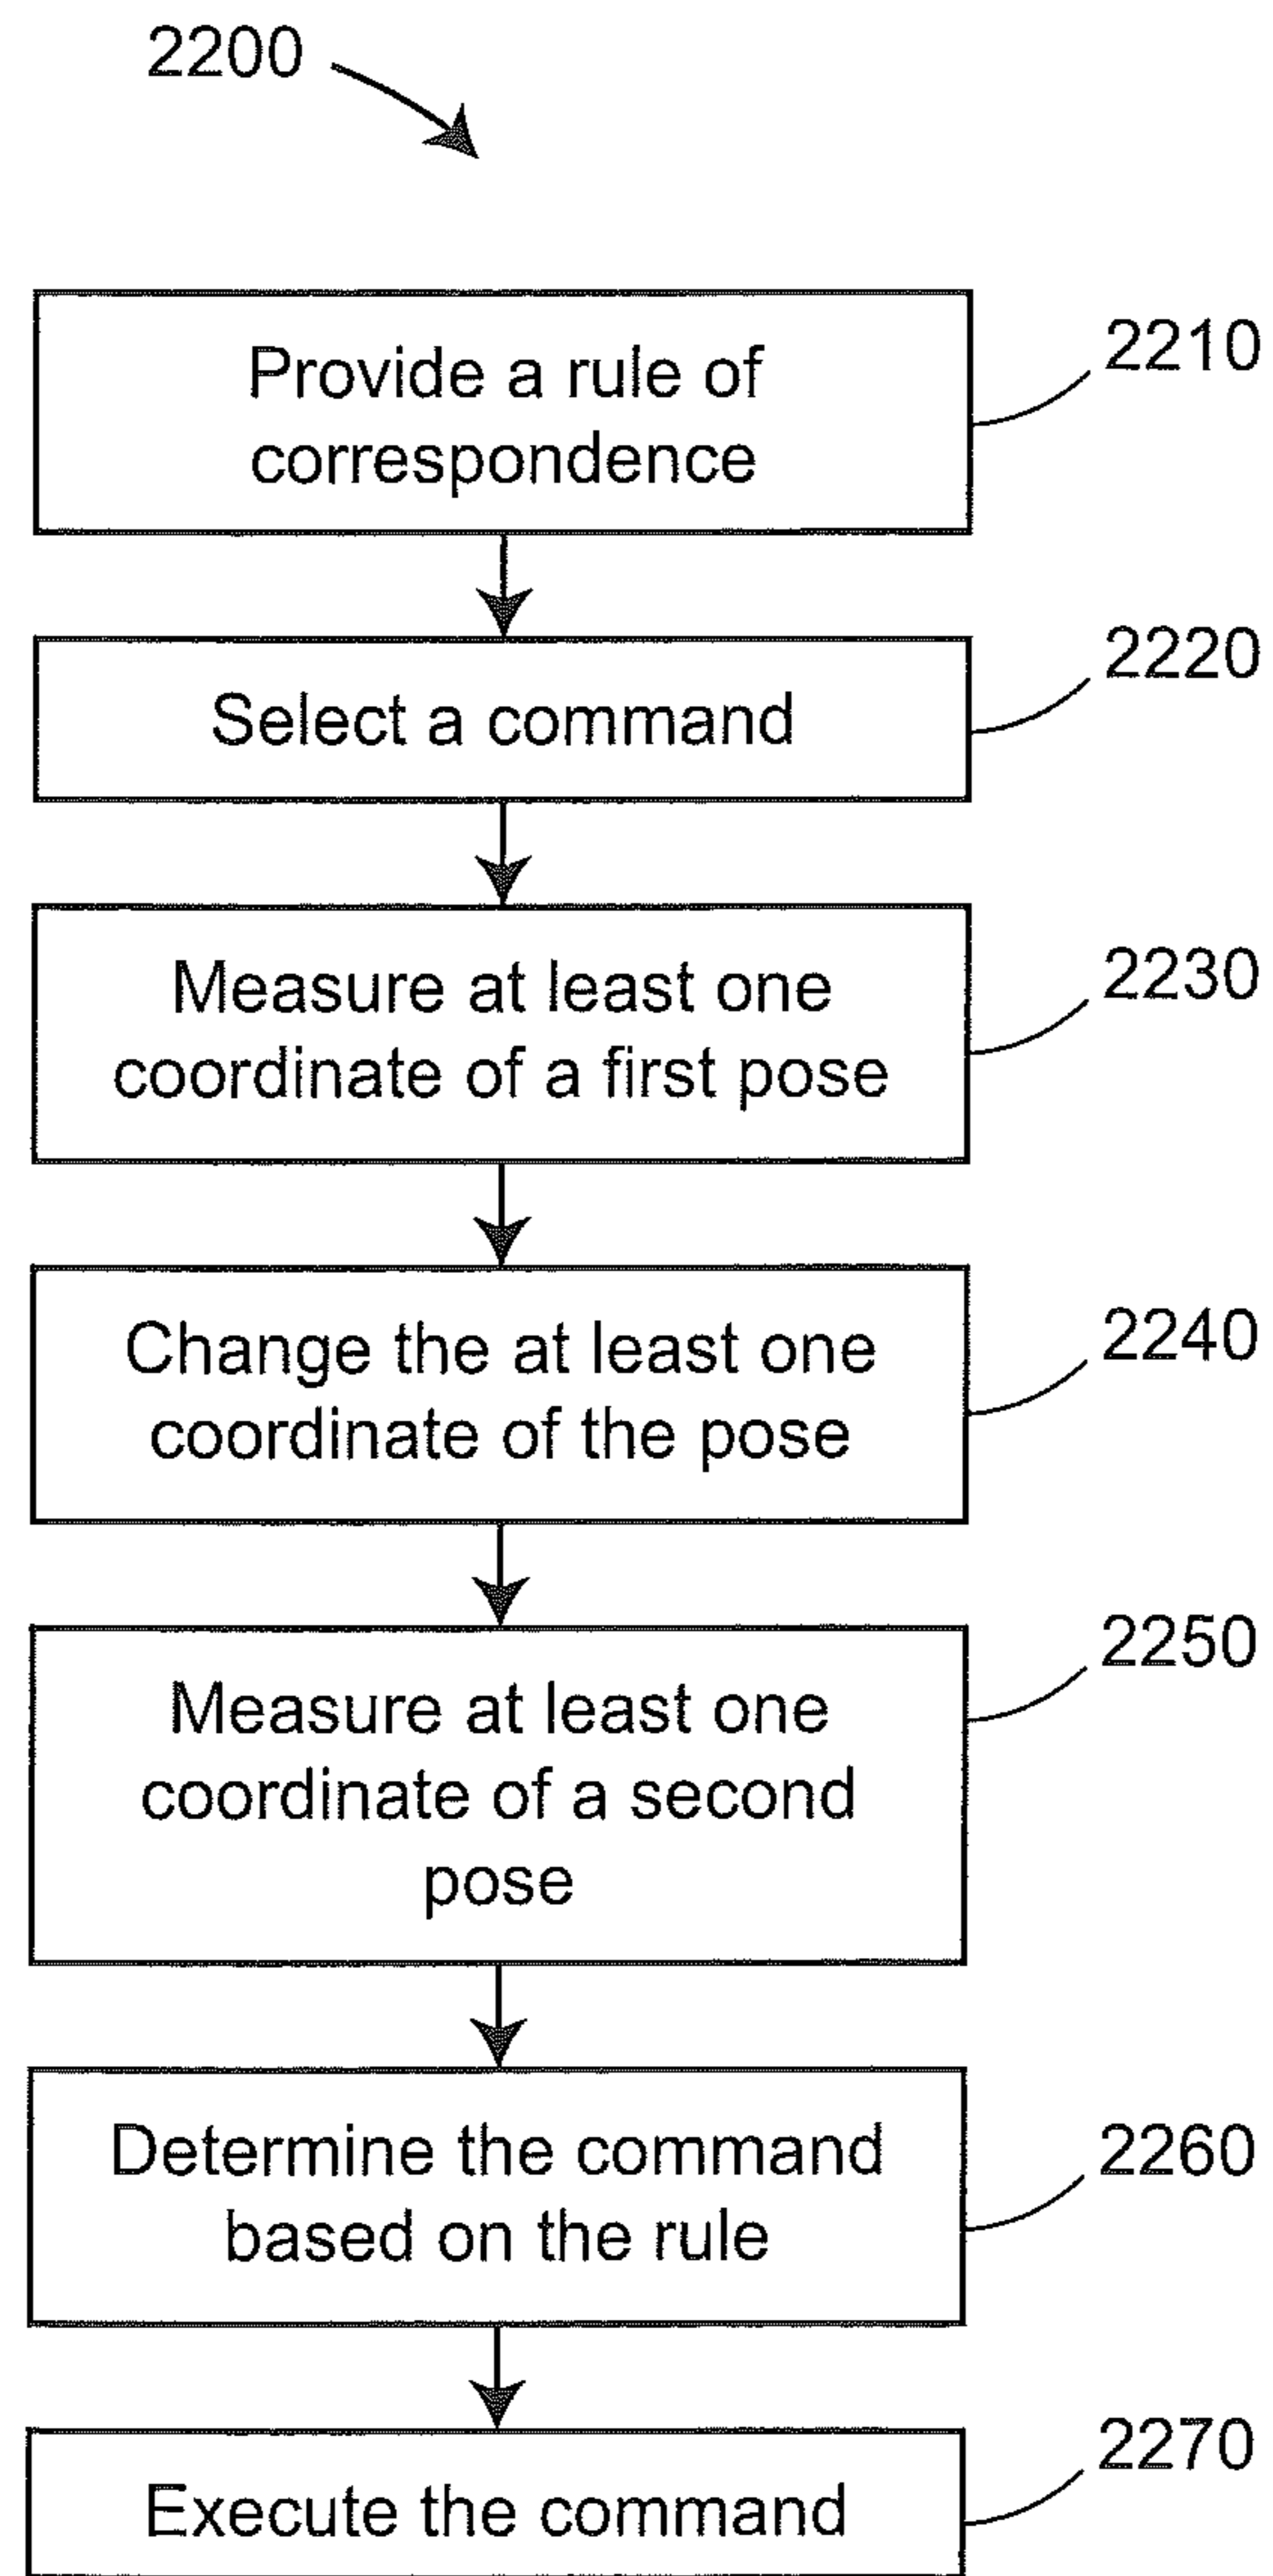 2200
Provide a rule of
correspondence
2210
Select a command
2220
Measure at least one
coordinate of a first pose
2230
Change the at least one
coordinate of the pose
2240
Measure at least one
coordinate of a second
pose
2250
Determine the command
based on the rule
2260
Execute the command
2270